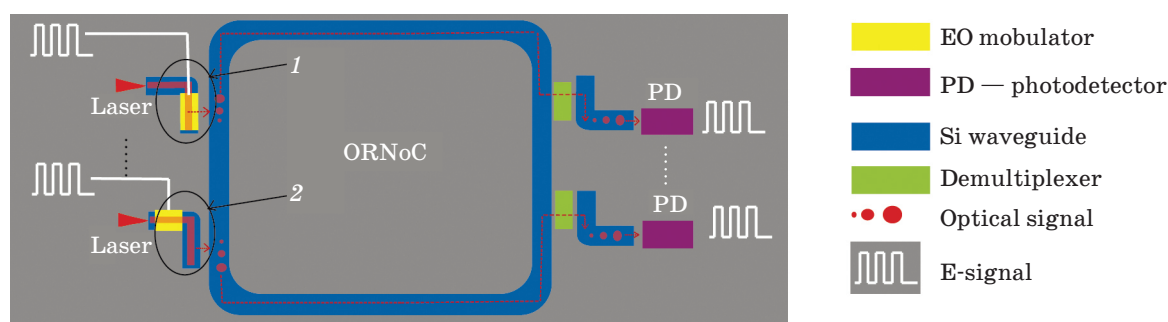 1
Laser
ORNoC
PD
2
Laser
PD
EO mobulator
PD — photodetector
Si waveguide
Demultiplexer
Optical signal
E-signal